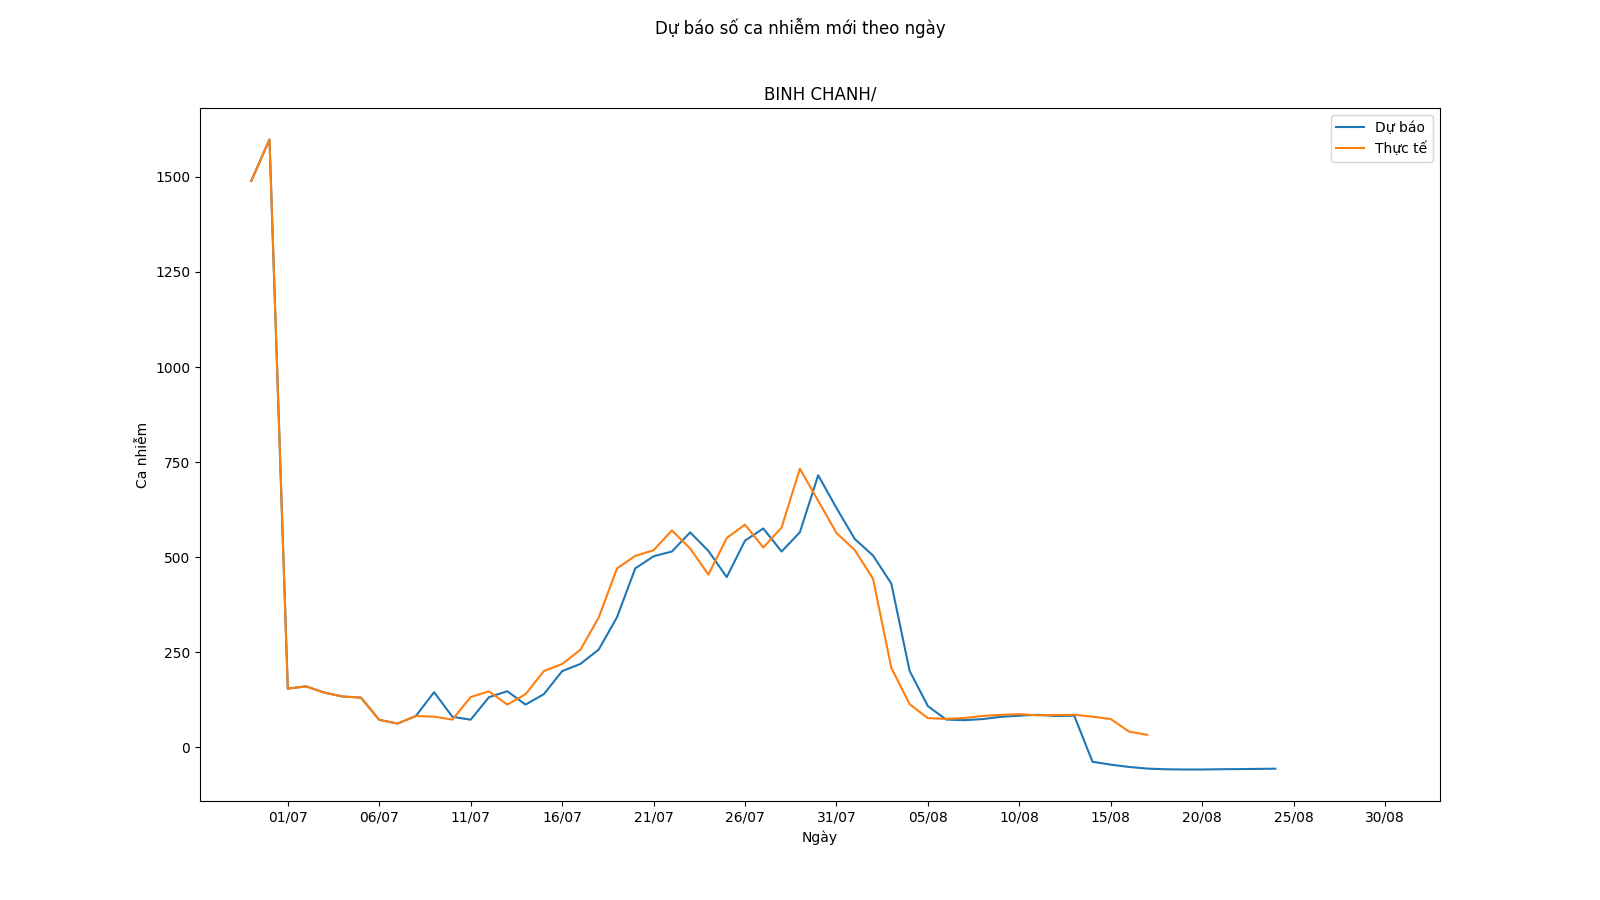 Dự báo số ca nhiễm mới theo ngày
BINH CHANH/
Dự báo
Thực tế
1500
1250
1000
750
500
250
0
Ca nhiễm
01/07 06/07 11/07 16/07 21/07 26/07 31/07 05/08 10/08 15/08 20/08 25/08 30/08
Ngày